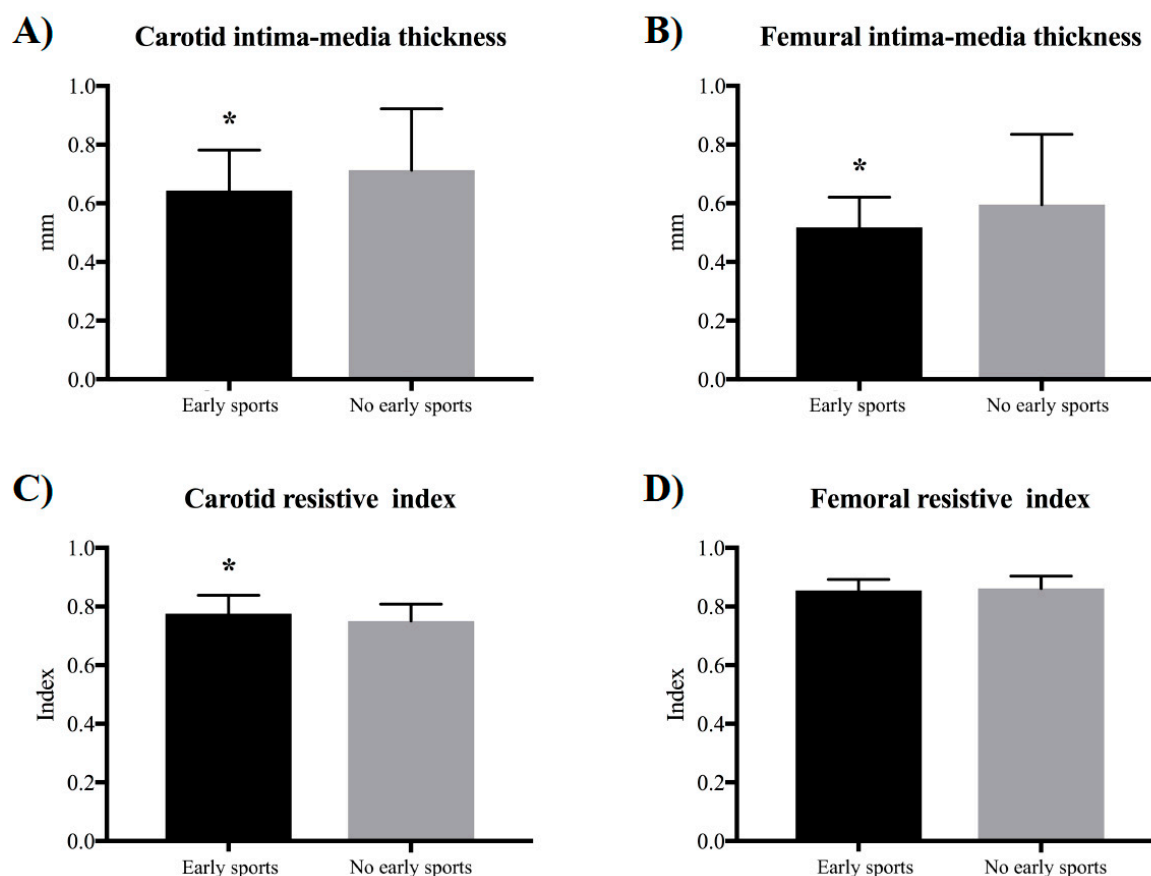 A) Carotid intima-media thickness
1.0
0.8
*
0.6
mm
0.4
0.2
0.0
Early sports No early sports
B) Femural intima-media thickness
1.0
0.8
*
0.6
mm
0.4
0.2
0.0
Early sports No early sports
C) Carotid resistive index
1.0
*
0.8
0.6
Index
0.4
0.2
0.0
Early sports No early sports
D) Femoral resistive index
1.0
0.8
0.6
Index
0.4
0.2
0.0
Early sports No early sports